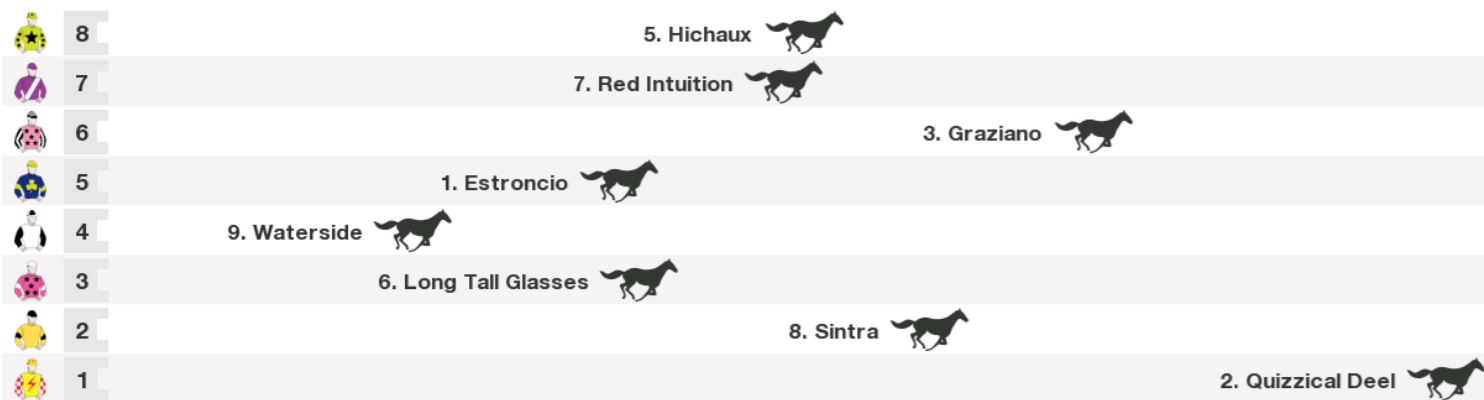 8 5. Hichaux
7 7. Red Intuition
6 3. Graziano
5 1. Estroncio
4 9. Waterside
3 6. Long Tall Glasses
2 8. Sintra
1 2. Quizzical Deel